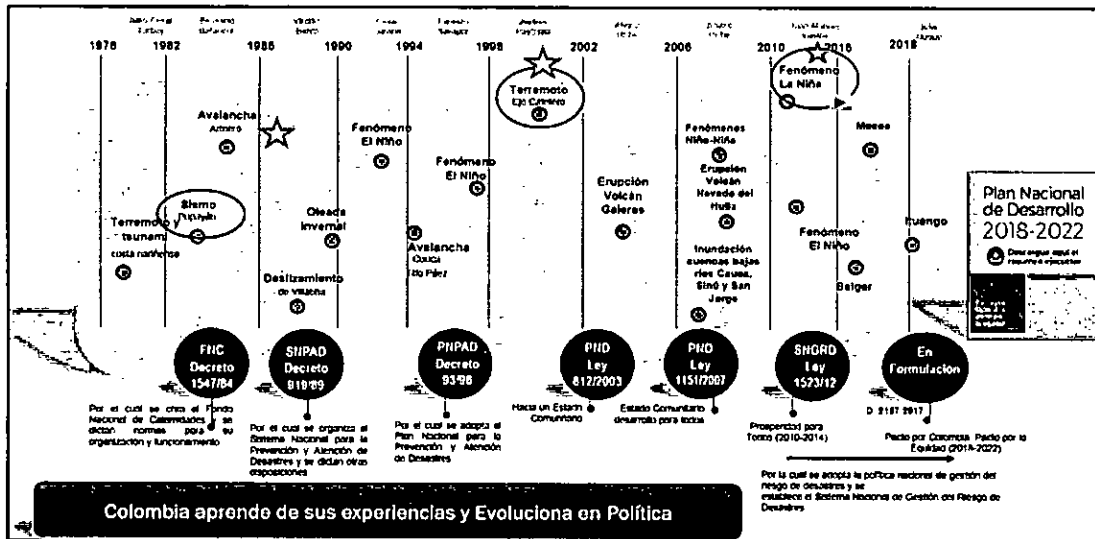 1978 1982 1986 1990 1994 1998 2002 2006 2010 2016 2018
Terremoto y
tsunami
costa nariñense
Sismo
Popayán
Avalancha
Armero
Deslizamiento
de Villatina
Oleada
Invernal
Fenómeno
El Niño
Avalancha
Cauca
río Páez
Fenómeno
El Niño
Terremoto
Eje Cafetero
Erupción
Volcán
Galeras
Fenómenos
Niño-Niña
Erupción
Volcán
Nevado del
Huila
Inundación
cuencas bajas
ríos Cauca,
Sinú y San
Jorge
Fenómeno
La Niña
Fenómeno
El Niño
Mocoa
Salgar
Ituango
Plan Nacional
de Desarrollo
2018-2022
FNC
Decreto
1547/84
SNPAD
Decreto
919/89
PNPAD
Decreto
93/98
PND
Ley
812/2003
PND
Ley
1151/2007
SNGRD
Ley
1523/12
En
Formulación
Por el cual se crea el Fondo
Nacional de Calamidades y se
dictan normas para su
organización y funcionamiento
Por el cual se organiza el
Sistema Nacional para la
Prevención y Atención de
Desastres y se dictan otras
disposiciones
Por el cual se adopta el
Plan Nacional para la
Prevención y Atención
de Desastres
Hacia un Estado
Comunitario
Estado Comunitario
desarrollo para todos
Prosperidad para
Todos (2010-2014)
D 2157 2017
Pacto por Colombia, Pacto por la
Equidad (2018-2022)
Por la cual se adopta la política nacional de gestión del
riesgo de desastres y se
establece el Sistema Nacional de Gestión del Riesgo de
Desastres
Colombia aprende de sus experiencias y Evoluciona en Política